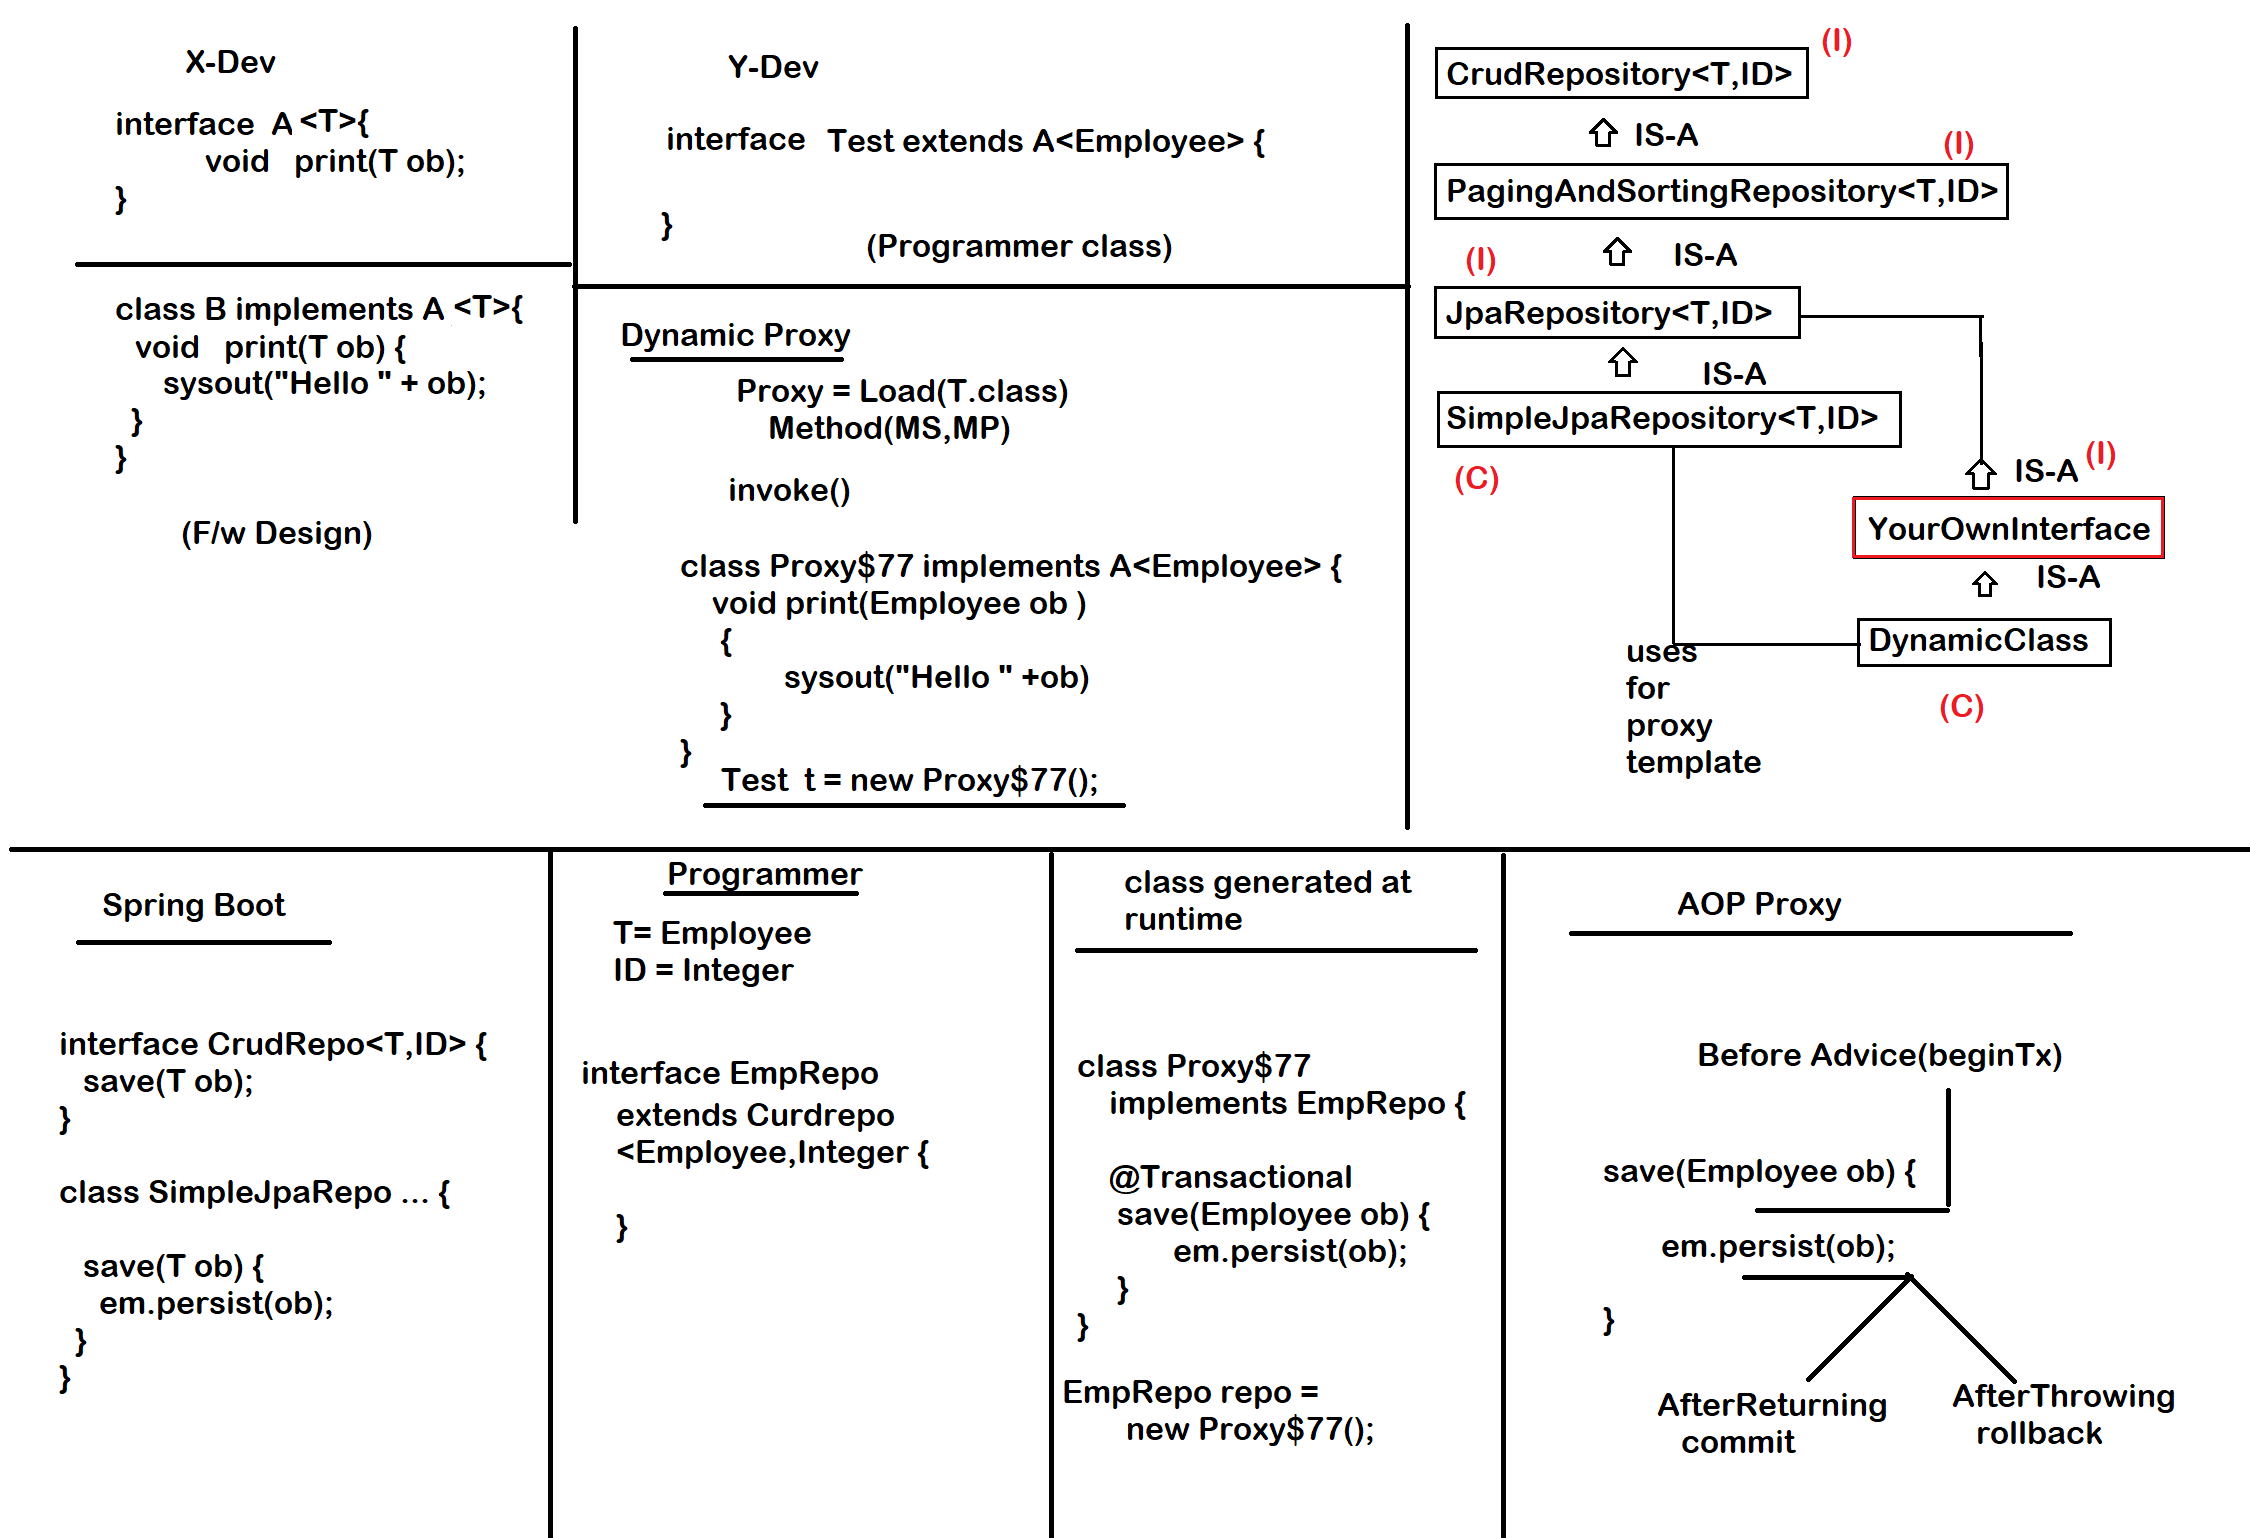 X-Dev
interface A <T>{
void print(T ob);
}
class B implements A <T>{
void print(T ob) {
sysout("Hello " + ob);
}
}
(F/w Design)
Y-Dev
interface Test extends A<Employee> {
}
(Programmer class)
Dynamic Proxy
Proxy = Load(T.class)
Method(MS,MP)
invoke()
class Proxy$77 implements A<Employee> {
void print(Employee ob )
{
sysout("Hello " +ob)
}
}
Test t = new Proxy$77();
(I)
CrudRepository<T,ID>
IS-A
(I)
PagingAndSortingRepository<T,ID>
IS-A
(I)
JpaRepository<T,ID>
IS-A
SimpleJpaRepository<T,ID>
(C)
IS-A (I)
YourOwnInterface
IS-A
DynamicClass
(C)
uses
for
proxy
template
Spring Boot
interface CrudRepo<T,ID> {
save(T ob);
}
class SimpleJpaRepo ... {
save(T ob) {
em.persist(ob);
}
}
Programmer
T= Employee
ID = Integer
interface EmpRepo
extends Curdrepo
<Employee,Integer {
}
class generated at
runtime
class Proxy$77
implements EmpRepo {
@Transactional
save(Employee ob) {
em.persist(ob);
}
}
EmpRepo repo =
new Proxy$77();
AOP Proxy
Before Advice(beginTx)
save(Employee ob) {
em.persist(ob);
}
AfterReturning
commit
AfterThrowing
rollback